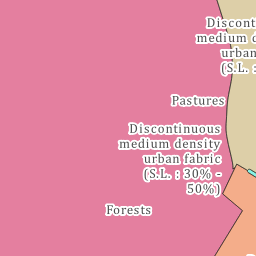 Discont
medium d
urban
(S.L. :
Pastures
Discontinuous
medium density
urban fabric
(S.L. : 30% -
50%)
Forests